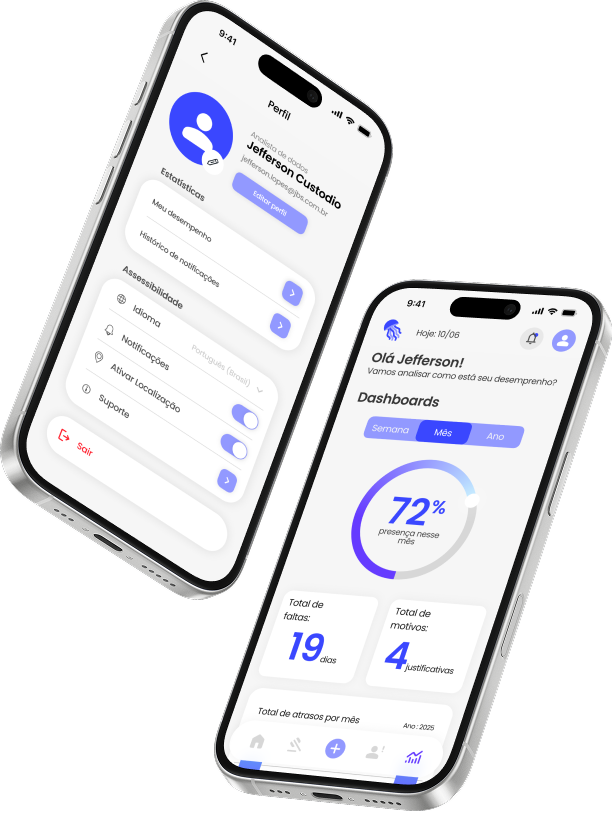 9:41
Perfil
Analista de dados
Jefferson Custodio
jefferson.lopes@jbs.com.br
Editar perfil
Estatísticas
Meu desempenho
Histórico de notificações
Assessibilidade
Idioma
Português (Brasil)
Notificações
Ativar Localização
Suporte
Sair
9:41
Hoje: 10/06
Olá Jefferson!
Vamos analisar como está seu desemprenho?
Dashboards
Semana
Mês
Ano
72%
presença nesse
mês
Total de
faltas:
19 dias
Total de
motivos:
4 justificativas
Total de atrasos por mês
Ano: 2025